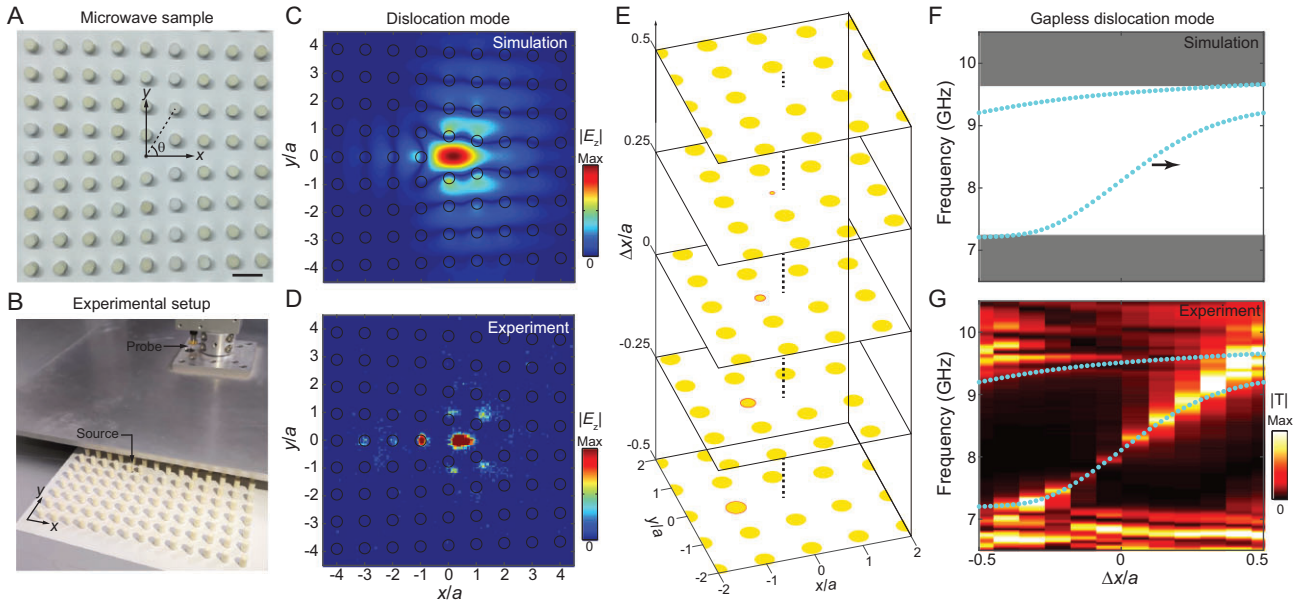 A
Microwave sample
y
x
θ
B
Experimental setup
Probe
Source
y
x
C
Dislocation mode
Simulation
4
3
2
1
0
-1
-2
-3
-4
y/a
|Ez|
Max
0
D
Experiment
4
3
2
1
0
-1
-2
-3
-4
y/a
-4 -3 -2 -1 0 1 2 3 4
x/a
|Ez|
Max
0
E
0.5
0.25
0
-0.25
-0.5
Δx/a
2
1
0
-1
-2
y/a
-2
-1
0
1
2
x/a
F
Gapless dislocation mode
Simulation
10
9
8
7
Frequency (GHz)
G
Experiment
10
9
8
7
Frequency (GHz)
-0.5 0 0.5
Δx/a
|T|
Max
0